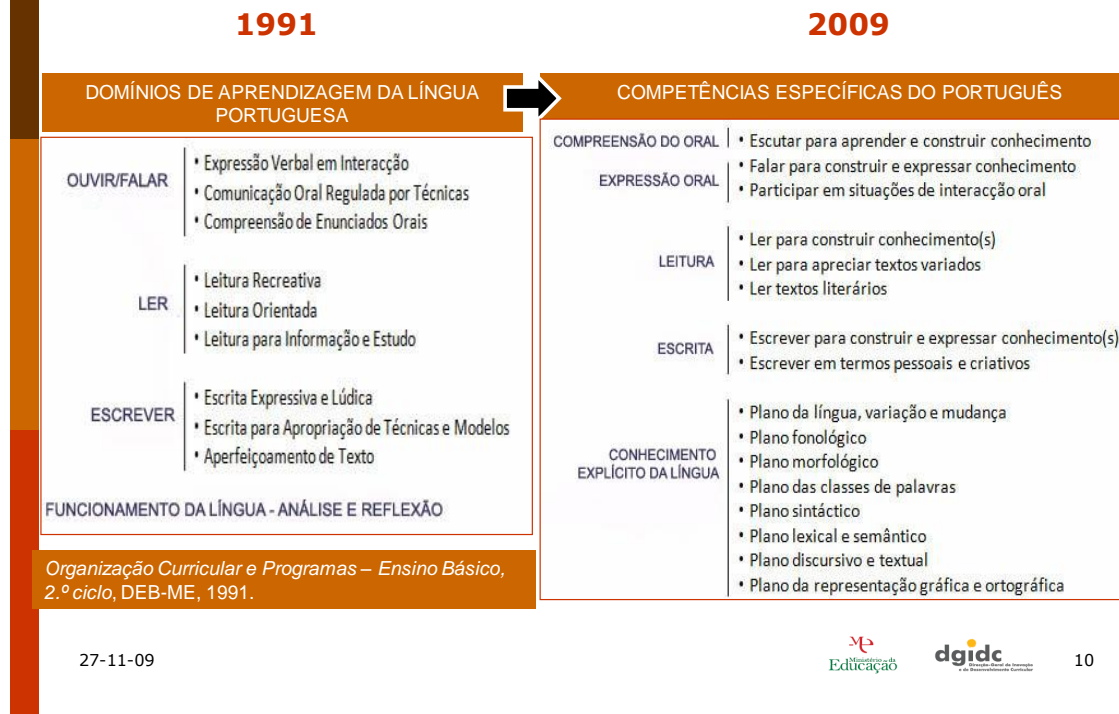 1991
DOMÍNIOS DE APRENDIZAGEM DA LÍNGUA
PORTUGUESA
OUVIR/FALAR
• Expressão Verbal em Interacção
• Comunicação Oral Regulada por Técnicas
• Compreensão de Enunciados Orais
LER
• Leitura Recreativa
• Leitura Orientada
• Leitura para Informação e Estudo
ESCREVER
• Escrita Expressiva e Lúdica
• Escrita para Apropriação de Técnicas e Modelos
• Aperfeiçoamento de Texto
FUNCIONAMENTO DA LÍNGUA - ANÁLISE E REFLEXÃO
Organização Curricular e Programas – Ensino Básico,
2.º ciclo, DEB-ME, 1991.
2009
COMPETÊNCIAS ESPECÍFICAS DO PORTUGUÊS
COMPREENSÃO DO ORAL
• Escutar para aprender e construir conhecimento
EXPRESSÃO ORAL
• Falar para construir e expressar conhecimento
• Participar em situações de interacção oral
LEITURA
• Ler para construir conhecimento(s)
• Ler para apreciar textos variados
• Ler textos literários
ESCRITA
• Escrever para construir e expressar conhecimento(s)
• Escrever em termos pessoais e criativos
CONHECIMENTO
EXPLÍCITO DA LÍNGUA
• Plano da língua, variação e mudança
• Plano fonológico
• Plano morfológico
• Plano das classes de palavras
• Plano sintáctico
• Plano lexical e semântico
• Plano discursivo e textual
• Plano da representação gráfica e ortográfica
27-11-09
Ministério da
Educação
dgidc
Direcção-Geral de Inovação
e de Desenvolvimento Curricular
10